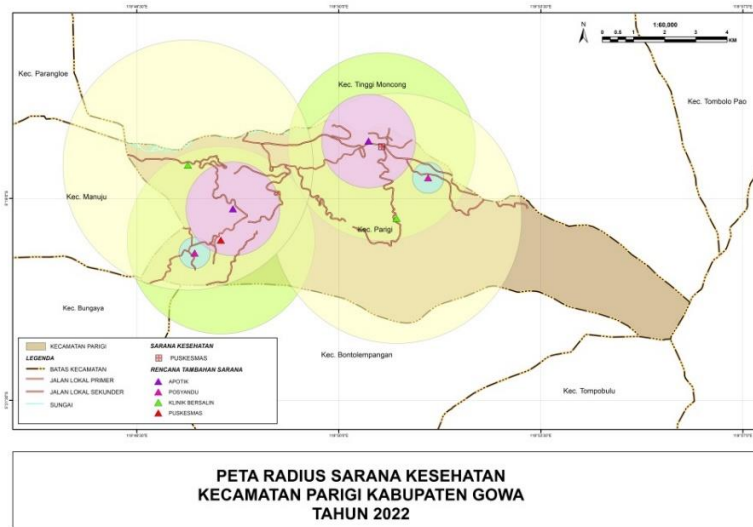 1:60,000
N
0 0.5 1 2 3 4
KM
Kec. Parangloe
Kec. Tinggi Moncong
Kec. Tombolo Pao
Kec. Manuju
Kec. Parigi
Kec. Bungaya
Kec. Bontolempangan
Kec. Tompobulu
KECAMATAN PARIGI
LEGENDA
BATAS KECAMATAN
JALAN LOKAL PRIMER
JALAN LOKAL SEKUNDER
SUNGAI
SARANA KESEHATAN
PUSKESMAS
RENCANA TAMBAHAN SARANA
APOTIK
POSYANDU
KLINIK BERSALIN
PUSKESMAS
PETA RADIUS SARANA KESEHATAN
KECAMATAN PARIGI KABUPATEN GOWA
TAHUN 2022